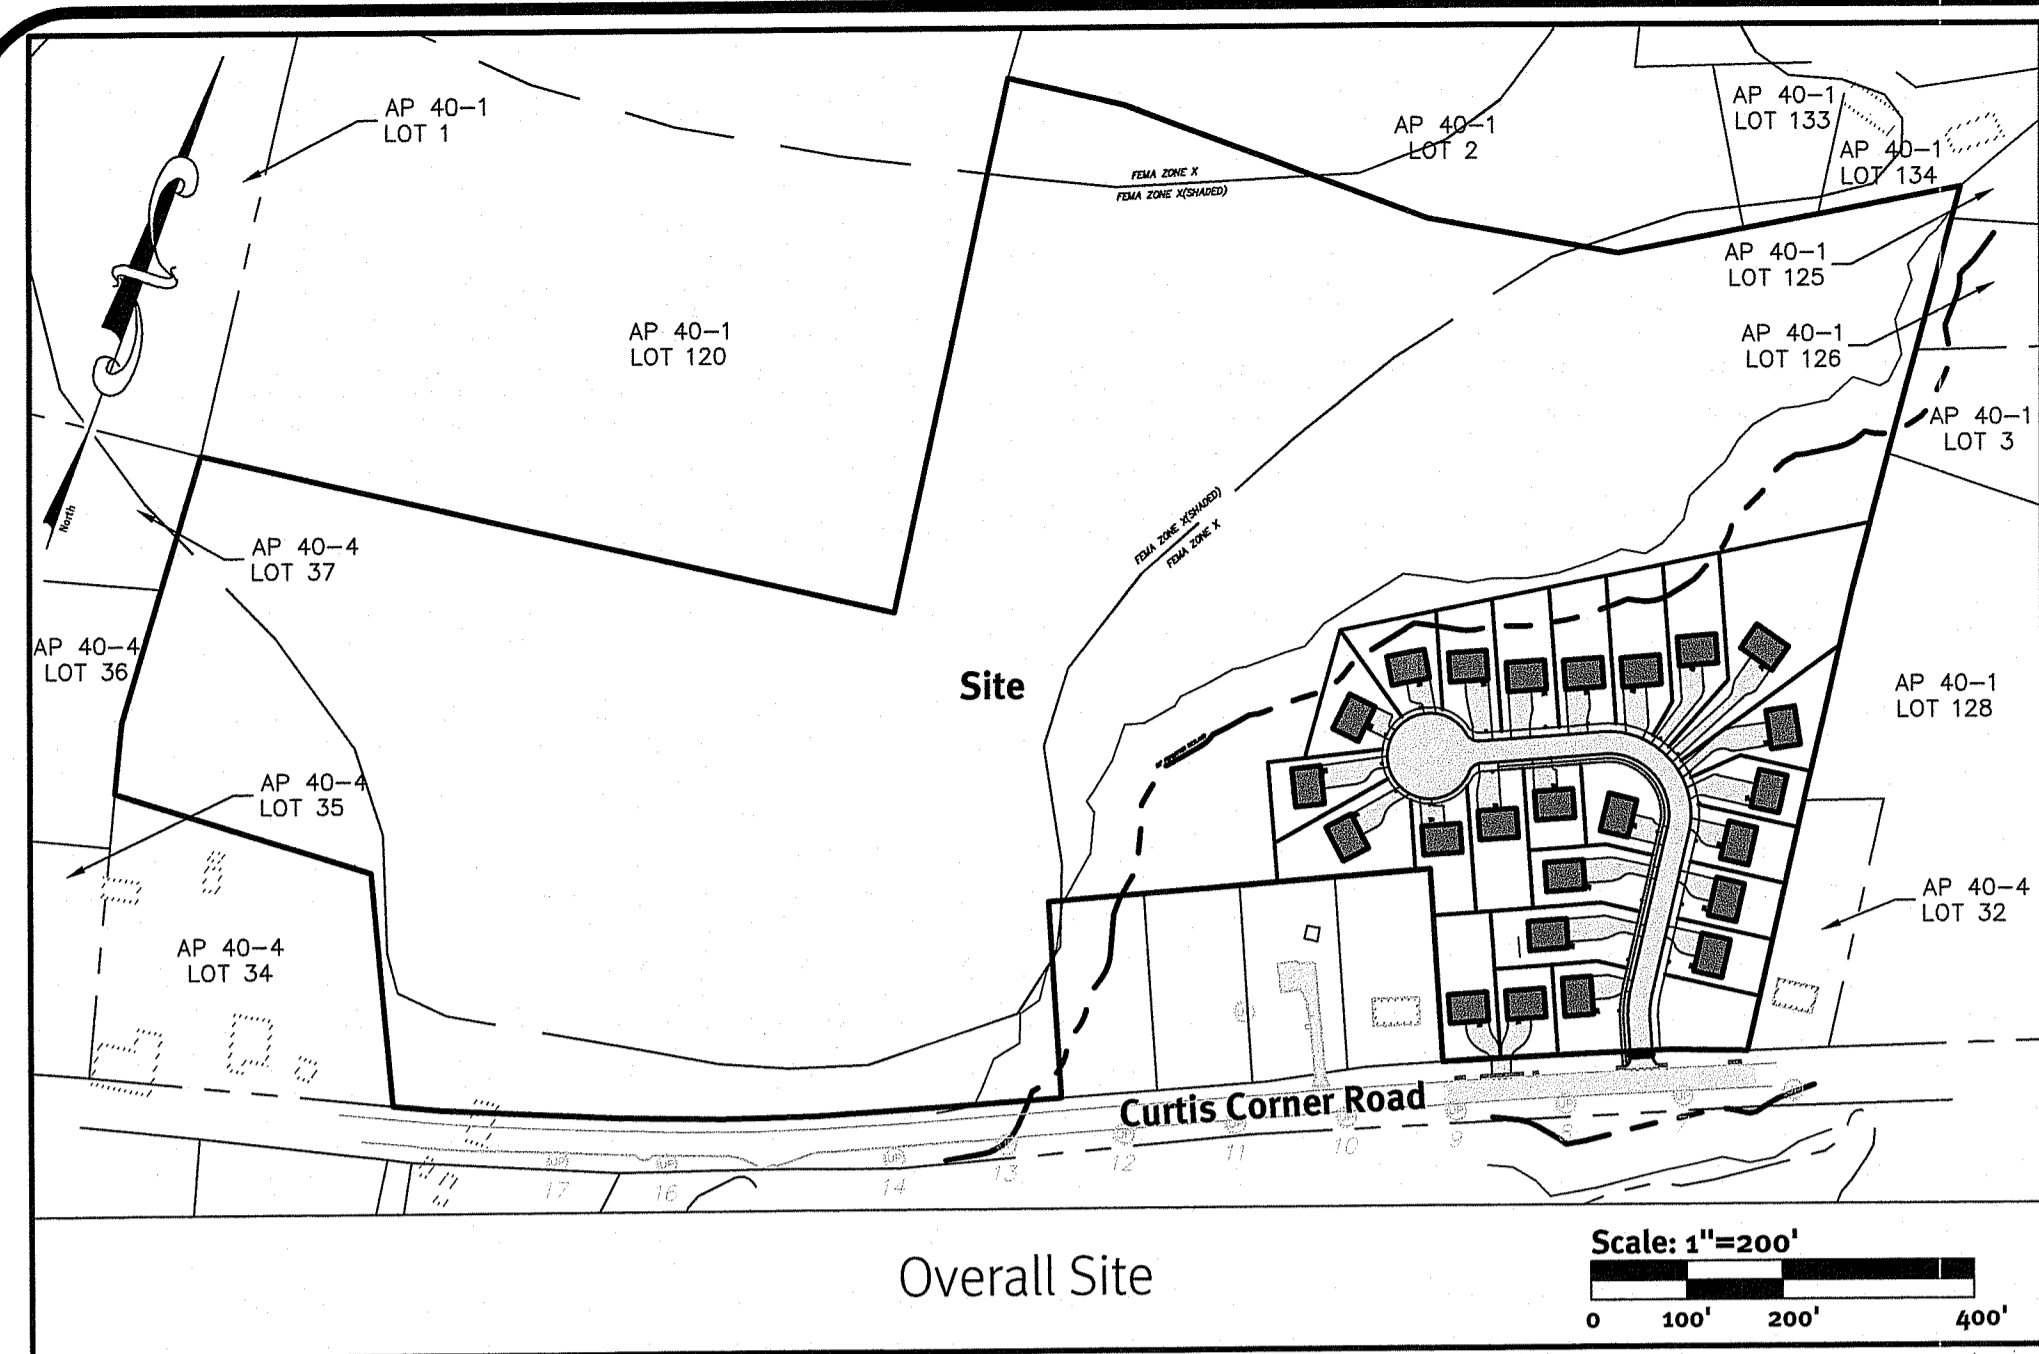 AP 40-1
LOT 1
AP 40-1
LOT 2
AP 40-1
LOT 133
AP 40-1
LOT 134
FEMA ZONE X
FEMA ZONE X(SHADED)
AP 40-1
LOT 125
AP 40-1
LOT 120
AP 40-1
LOT 126
AP 40-1
LOT 3
North
FEMA ZONE X(SHADED)
FEMA ZONE X
AP 40-4
LOT 37
AP 40-4
LOT 36
Site
AP 40-1
LOT 128
AP 40-4
LOT 35
AP 40-4
LOT 32
AP 40-4
LOT 34
Curtis Corner Road
17
16
14
13
12
11
10
9
8
7
Overall Site
Scale: 1"=200'
0 100' 200' 400'